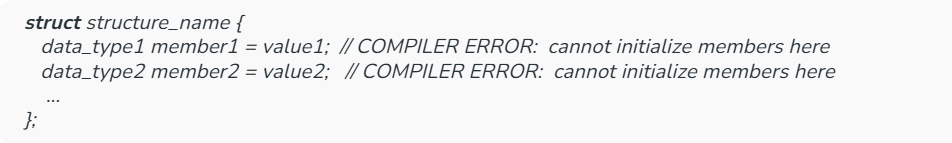 struct structure_name {
data_type1 member1 = value1; // COMPILER ERROR: cannot initialize members here
data_type2 member2 = value2; // COMPILER ERROR: cannot initialize members here
...
};